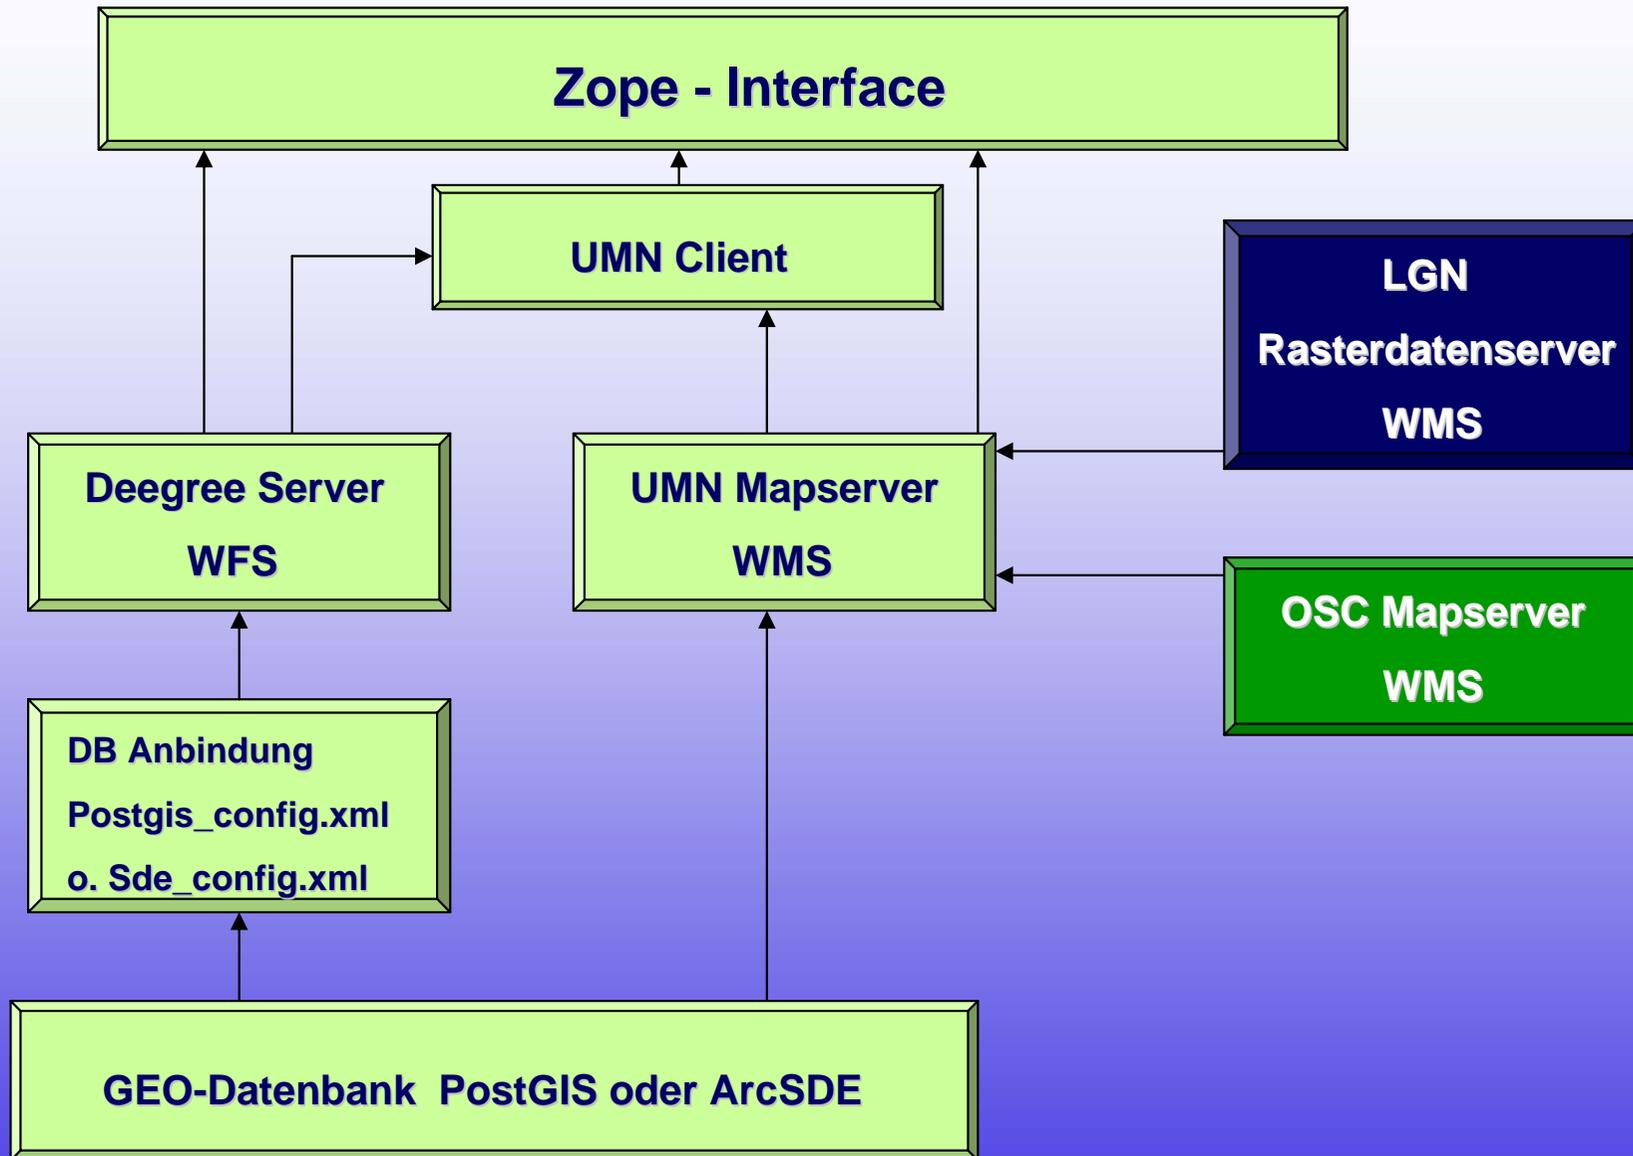 Zope - Interface
UMN Client
LGN
Rasterdatenserver
WMS
Deegree Server
WFS
UMN Mapserver
WMS
OSC Mapserver
WMS
DB Anbindung
Postgis_config.xml
o. Sde_config.xml
GEO-Datenbank  PostGIS oder ArcSDE